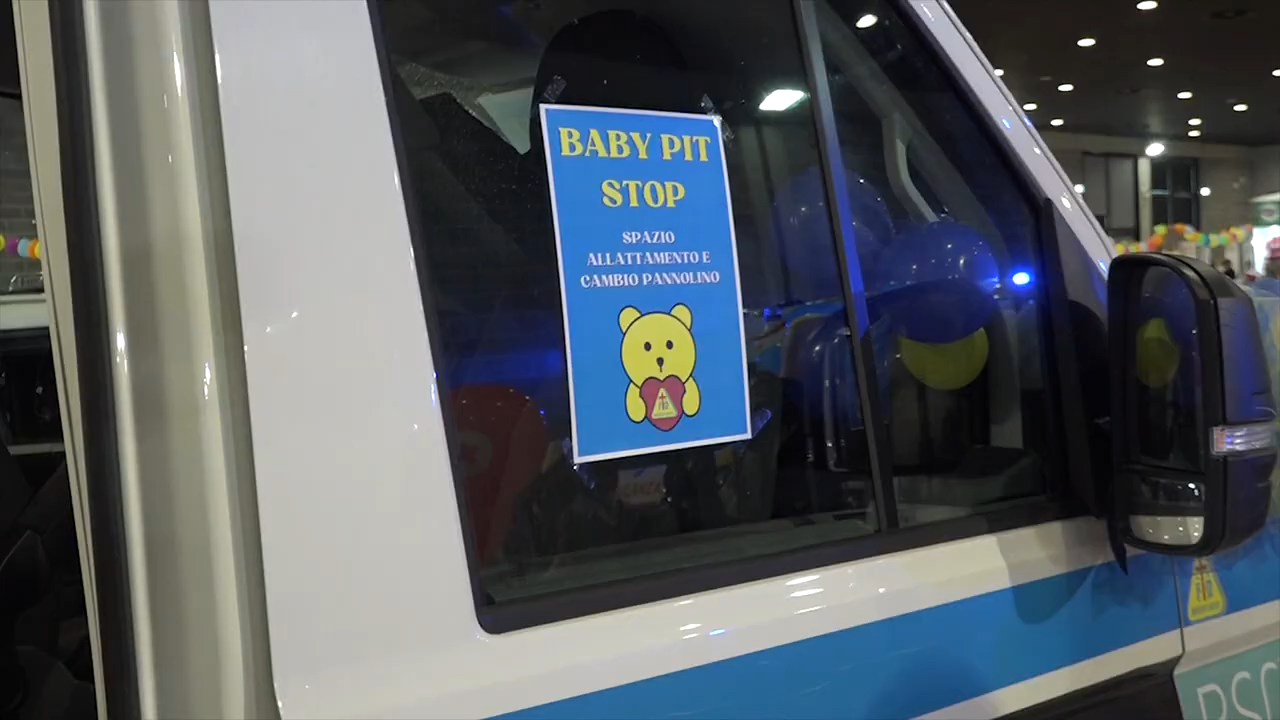 BABY PIT
STOP
SPAZIO
ALLATTAMENTO E
CAMBIO PANNOLINO